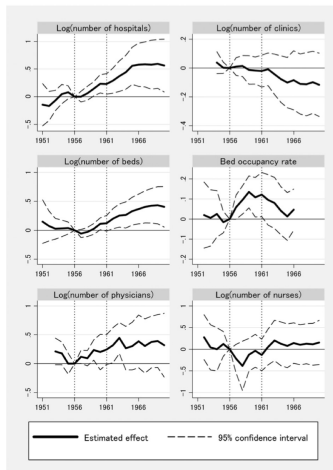 Log(number of hospitals)
1
.5
0
-.5
1951 1956 1961 1966
Log(number of clinics)
.2
0
-.2
-.4
1951 1956 1961 1966
Log(number of beds)
1
.5
0
-.5
1951 1956 1961 1966
Bed occupancy rate
.2
.1
0
-.1
-.2
1951 1956 1961 1966
Log(number of physicians)
1
.5
0
-.5
1951 1956 1961 1966
Log(number of nurses)
1
.5
0
-.5
-1
1951 1956 1961 1966
Estimated effect 95% confidence interval